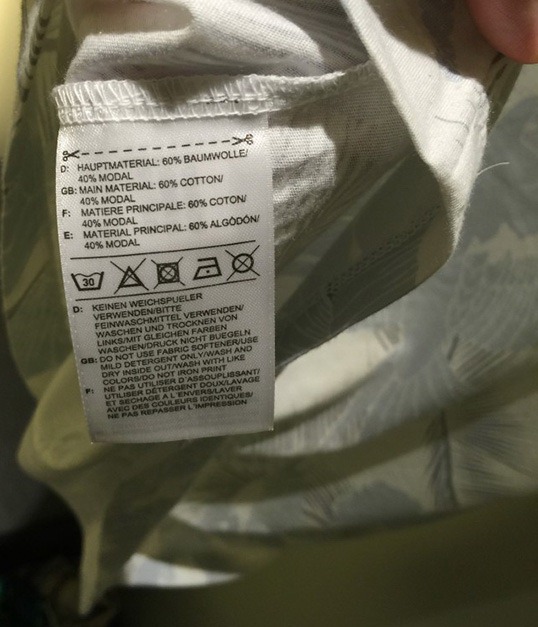 D: HAUPTMATERIAL: 60% BAUMWOLLE/
40% MODAL
GB: MAIN MATERIAL: 60% COTTON/
40% MODAL
F: MATIERE PRINCIPALE: 60% COTON/
40% MODAL
E: MATERIAL PRINCIPAL: 60% ALGODÓN/
40% MODAL
30
D: KEINEN WEICHSPUELER
VERWENDEN/BITTE
FEINWASCHMITTEL VERWENDEN/
WASCHEN UND TROCKNEN VON
LINKS/MIT GLEICHEN FARBEN
WASCHEN/DRUCK NICHT BUEGELN
GB: DO NOT USE FABRIC SOFTENER/USE
MILD DETERGENT ONLY/WASH AND
DRY INSIDE OUT/WASH WITH LIKE
COLORS/DO NOT IRON PRINT
F: NE PAS UTILISER D'ASSOUPLISSANT/
UTILISER DÉTERGENT DOUX/LAVAGE
ET SECHAGE A L'ENVERS/LAVER
AVEC DES COULEURS IDENTIQUES/
NE PAS REPASSER L'IMPRESSION